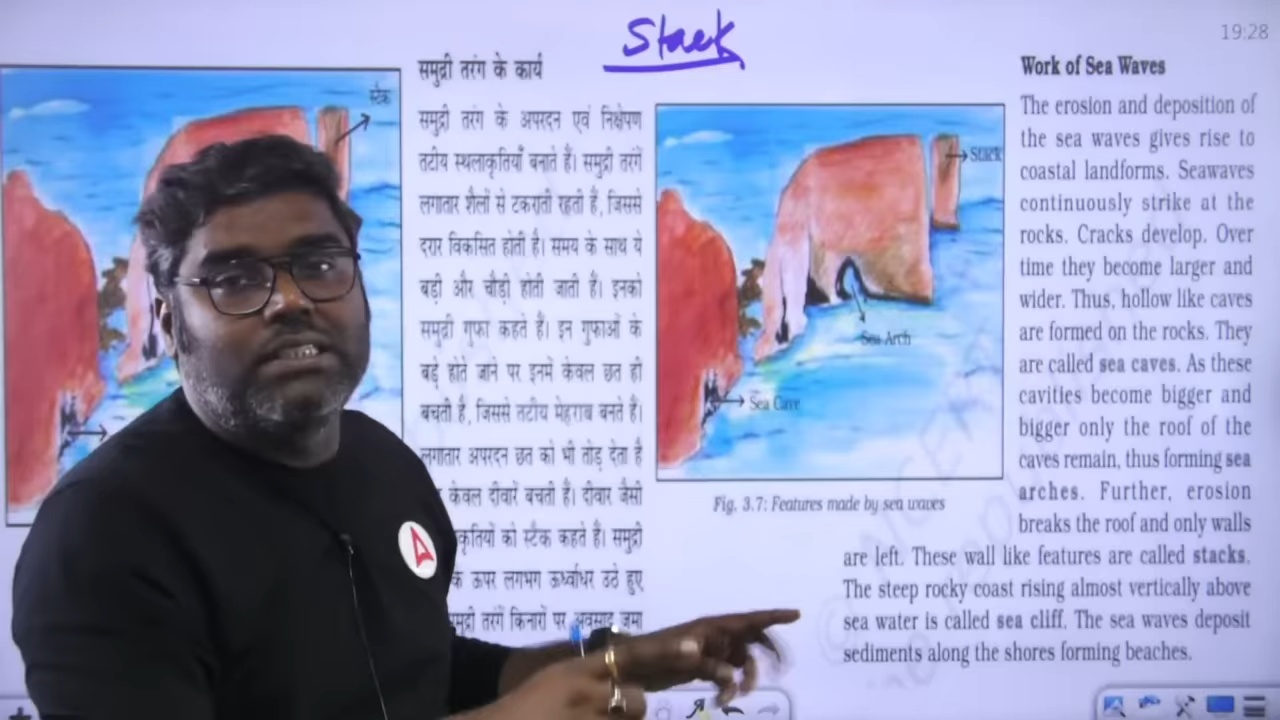 Stack
19:28
स्टैक
समुद्री तरंग के कार्य
समुद्री तरंग के अपरदन एवं निक्षेपण
तटीय स्थलाकृतियाँ बनाते हैं। समुद्री तरंगें
लगातार शैलों से टकराती रहती हैं, जिससे
दरार विकसित होती है। समय के साथ ये
बड़ी और चौड़ी होती जाती हैं। इनको
समुद्री गुफा कहते हैं। इन गुफाओं के
बड़े होते जाने पर इनमें केवल छत ही
बचती है, जिससे तटीय मेहराब बनते हैं।
लगातार अपरदन छत को भी तोड़ देता है
केवल दीवारें बचती हैं। दीवार जैसी
कृतियों को स्टैक कहते हैं। समुद्री
के ऊपर लगभग ऊर्ध्वाधर उठे हुए
समुद्री तरंगें किनारों पर अवसाद जमा
Stack
Sea Arch
Sea Cave
Fig. 3.7: Features made by sea waves
Work of Sea Waves
The erosion and deposition of
the sea waves gives rise to
coastal landforms. Seawaves
continuously strike at the
rocks. Cracks develop. Over
time they become larger and
wider. Thus, hollow like caves
are formed on the rocks. They
are called sea caves. As these
cavities become bigger and
bigger only the roof of the
caves remain, thus forming sea
arches. Further, erosion
breaks the roof and only walls
are left. These wall like features are called stacks.
The steep rocky coast rising almost vertically above
sea water is called sea cliff. The sea waves deposit
sediments along the shores forming beaches.